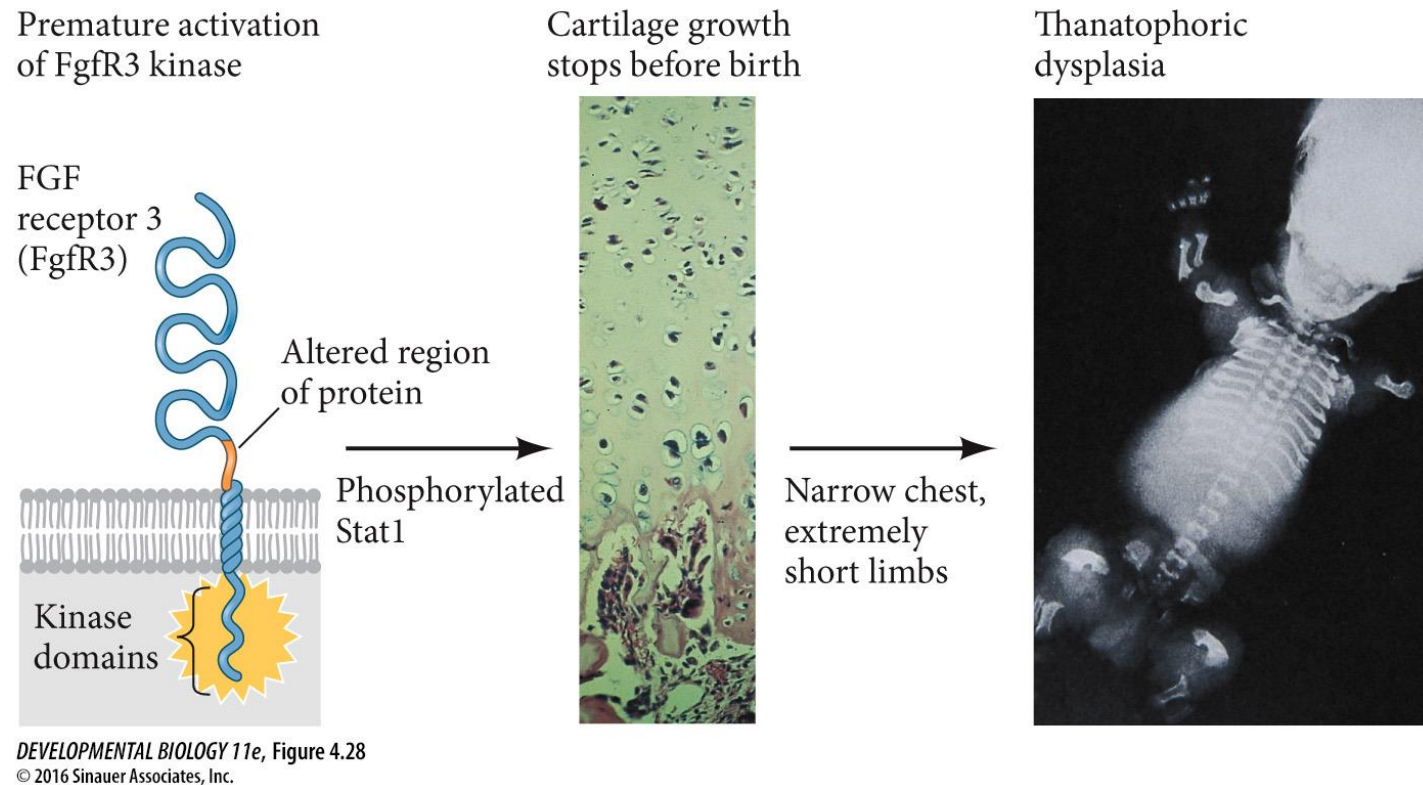 Premature activation
of FgfR3 kinase
FGF
receptor 3
(FgfR3)
Altered region
of protein
Kinase
domains
Phosphorylated
Stat1
Cartilage growth
stops before birth
Narrow chest,
extremely
short limbs
Thanatophoric
dysplasia
DEVELOPMENTAL BIOLOGY 11e, Figure 4.28
© 2016 Sinauer Associates, Inc.